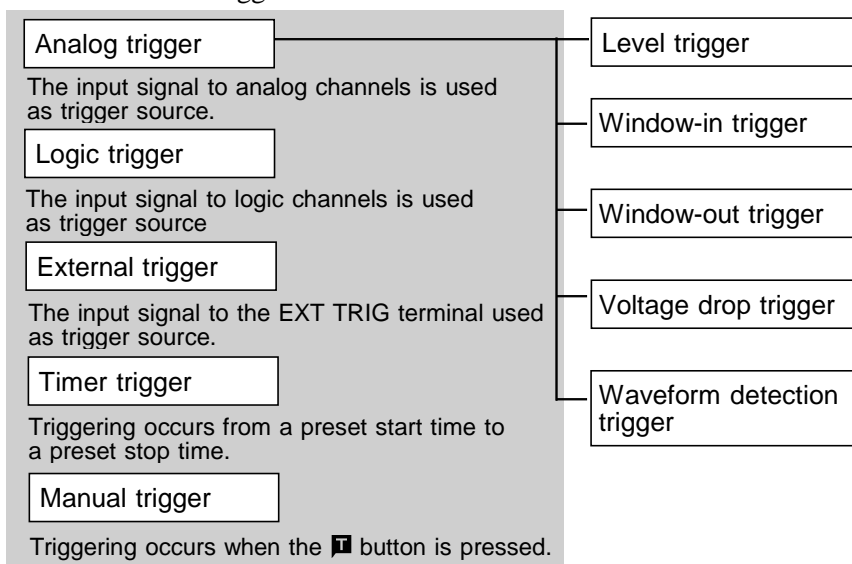 Analog trigger
The input signal to analog channels is used
as trigger source.
Logic trigger
The input signal to logic channels is used
as trigger source
External trigger
The input signal to the EXT TRIG terminal used
as trigger source.
Timer trigger
Triggering occurs from a preset start time to
a preset stop time.
Manual trigger
Triggering occurs when the T button is pressed.
Level trigger
Window-in trigger
Window-out trigger
Voltage drop trigger
Waveform detection
trigger